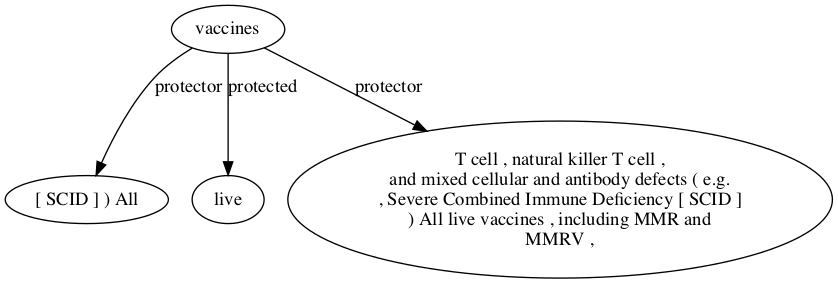 vaccines
protector
protected
protector
[ SCID ] ) All
live
T cell , natural killer T cell ,
and mixed cellular and antibody defects ( e.g.
, Severe Combined Immune Deficiency [ SCID ]
) All live vaccines , including MMR and
MMRV ,